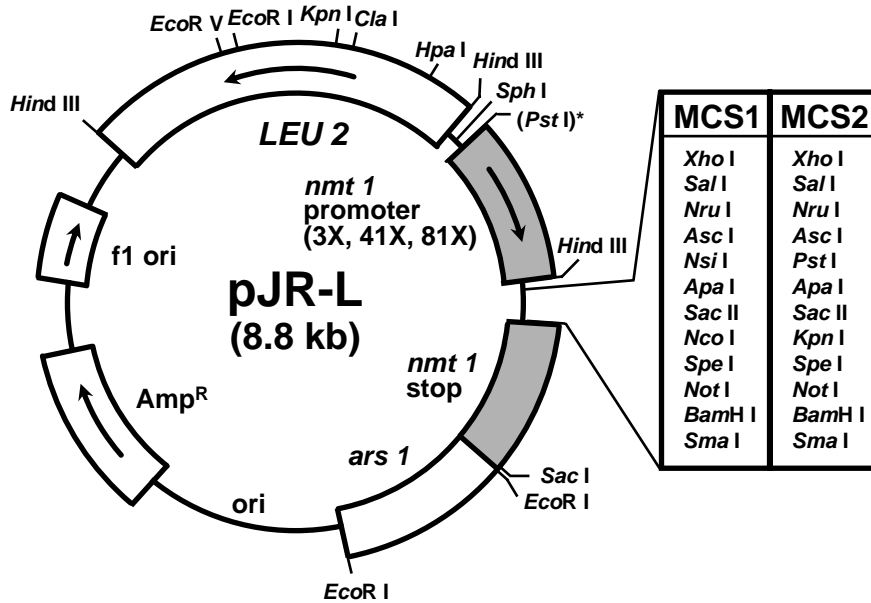 EcoR V
EcoR I
Kpn I
Cla I
Hpa I
Hind III
Sph I
(Pst I)*
Hind III
LEU 2
nmt 1
promoter
(3X, 41X, 81X)
Hind III
f1 ori
pJR-L
(8.8 kb)
nmt 1
stop
AmpR
ars 1
ori
Sac I
EcoR I
EcoR I
MCS1 MCS2
Xho I Xho I
Sal I Sal I
Nru I Nru I
Asc I Asc I
Nsi I Pst I
Apa I Apa I
Sac II Sac II
Nco I Kpn I
Spe I Spe I
Not I Not I
BamH I BamH I
Sma I Sma I